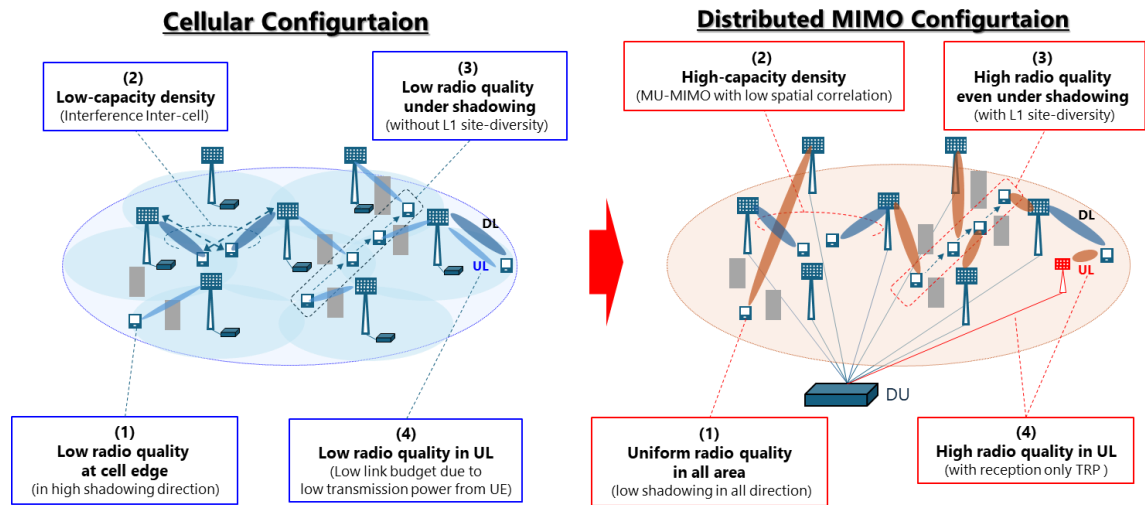 Cellular Configurtaion
(2)
Low-capacity density
(Interference Inter-cell)
(3)
Low radio quality
under shadowing
(without L1 site-diversity)
DL
UL
(1)
Low radio quality
at cell edge
(in high shadowing direction)
(4)
Low radio quality in UL
(Low link budget due to
low transmission power from UE)
Distributed MIMO Configurtaion
(2)
High-capacity density
(MU-MIMO with low spatial correlation)
(3)
High radio quality
even under shadowing
(with L1 site-diversity)
DL
UL
DU
(1)
Uniform radio quality
in all area
(low shadowing in all direction)
(4)
High radio quality in UL
(with reception only TRP )